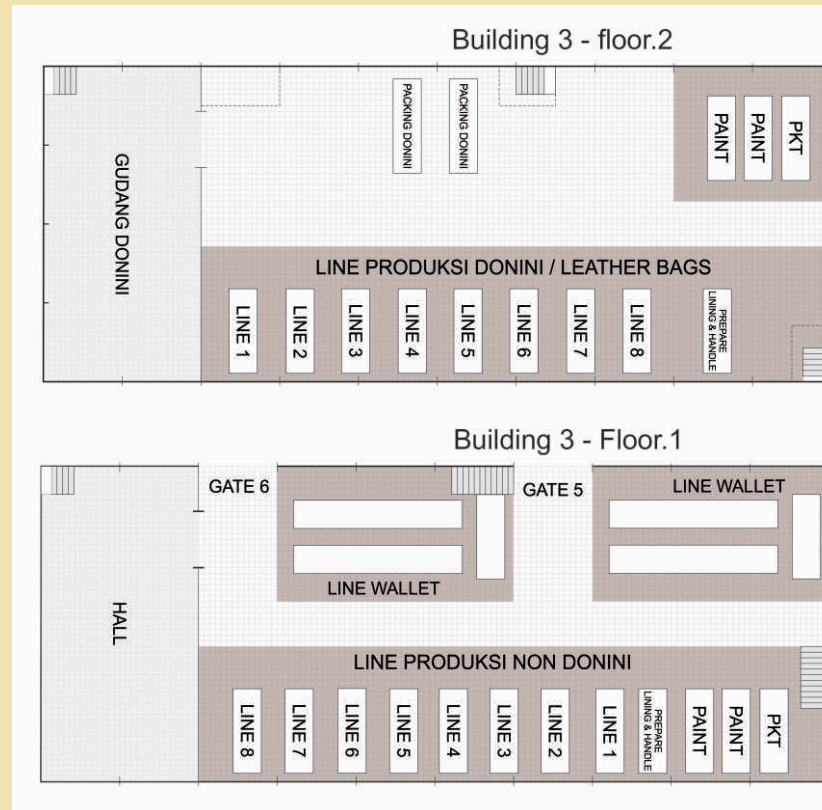 Building 3 - floor.2
GUDANG DONINI
PACKING DONINI
PACKING DONINI
PAINT
PAINT
PKT
LINE PRODUKSI DONINI / LEATHER BAGS
LINE 1
LINE 2
LINE 3
LINE 4
LINE 5
LINE 6
LINE 7
LINE 8
PREPARE
LINING & HANDLE
Building 3 - Floor.1
HALL
GATE 6
LINE WALLET
GATE 5
LINE WALLET
LINE PRODUKSI NON DONINI
LINE 8
LINE 7
LINE 6
LINE 5
LINE 4
LINE 3
LINE 2
LINE 1
PREPARE
LINING & HANDLE
PAINT
PAINT
PKT